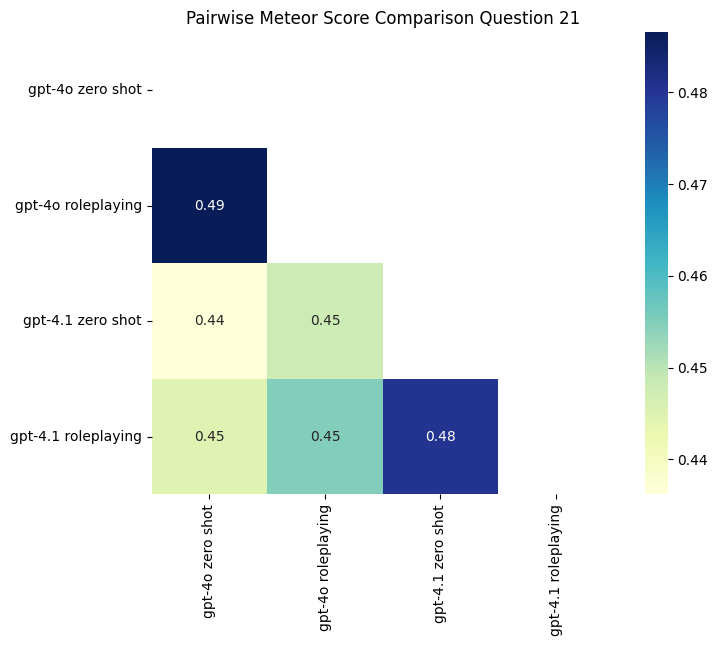 Pairwise Meteor Score Comparison Question 21
gpt-4o zero shot
gpt-4o roleplaying
0.49
gpt-4.1 zero shot
0.44 0.45
gpt-4.1 roleplaying
0.45 0.45 0.48
gpt-4o zero shot
gpt-4o roleplaying
gpt-4.1 zero shot
gpt-4.1 roleplaying
0.48
0.47
0.46
0.45
0.44